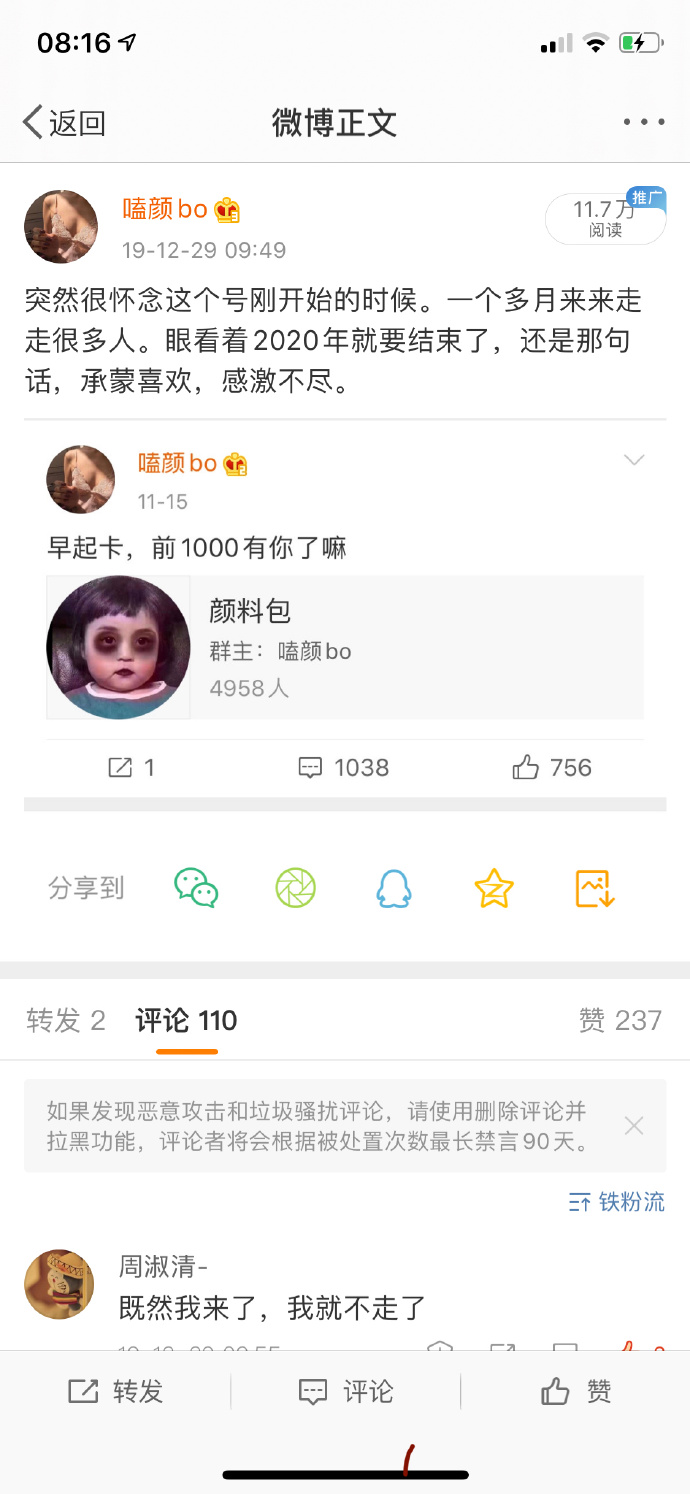 08:16
返回
微博正文
嗑颜bo
19-12-29 09:49
11.7万
推广
阅读
突然很怀念这个号刚开始的时候。一个多月来来走
走很多人。眼看着2020年就要结束了，还是那句
话，承蒙喜欢，感激不尽。
嗑颜bo
11-15
早起卡，前1000有你了嘛
颜料包
群主：嗑颜bo
4958人
1 1038 756
分享到
转发 2 评论 110 赞 237
如果发现恶意攻击和垃圾骚扰评论，请使用删除评论并
拉黑功能，评论者将会根据被处置次数最长禁言90天。
铁粉流
周淑清-
既然我来了，我就不走了
转发 评论 赞